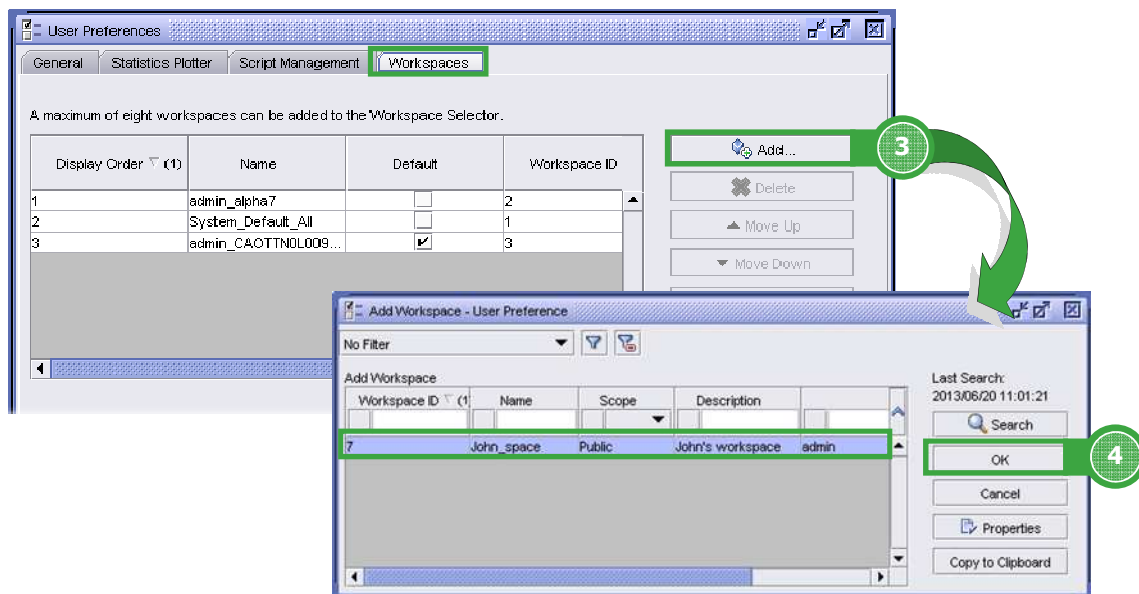 User Preferences
General Statistics Plotter Script Management Workspaces
A maximum of eight workspaces can be added to the Workspace Selector.
Display Order (1) Name Default Workspace ID
1 admin_alpha7 2
2 System_Default_All 1
3 admin_CAOTTN0L009... 3
Add...
3
Delete
Move Up
Move Down
Add Workspace - User Preference
No Filter
Add Workspace
Workspace ID (1 Name Scope Description
7 John_space Public John's workspace admin
Last Search:
2013/06/20 11:01:21
Search
OK
4
Cancel
Properties
Copy to Clipboard